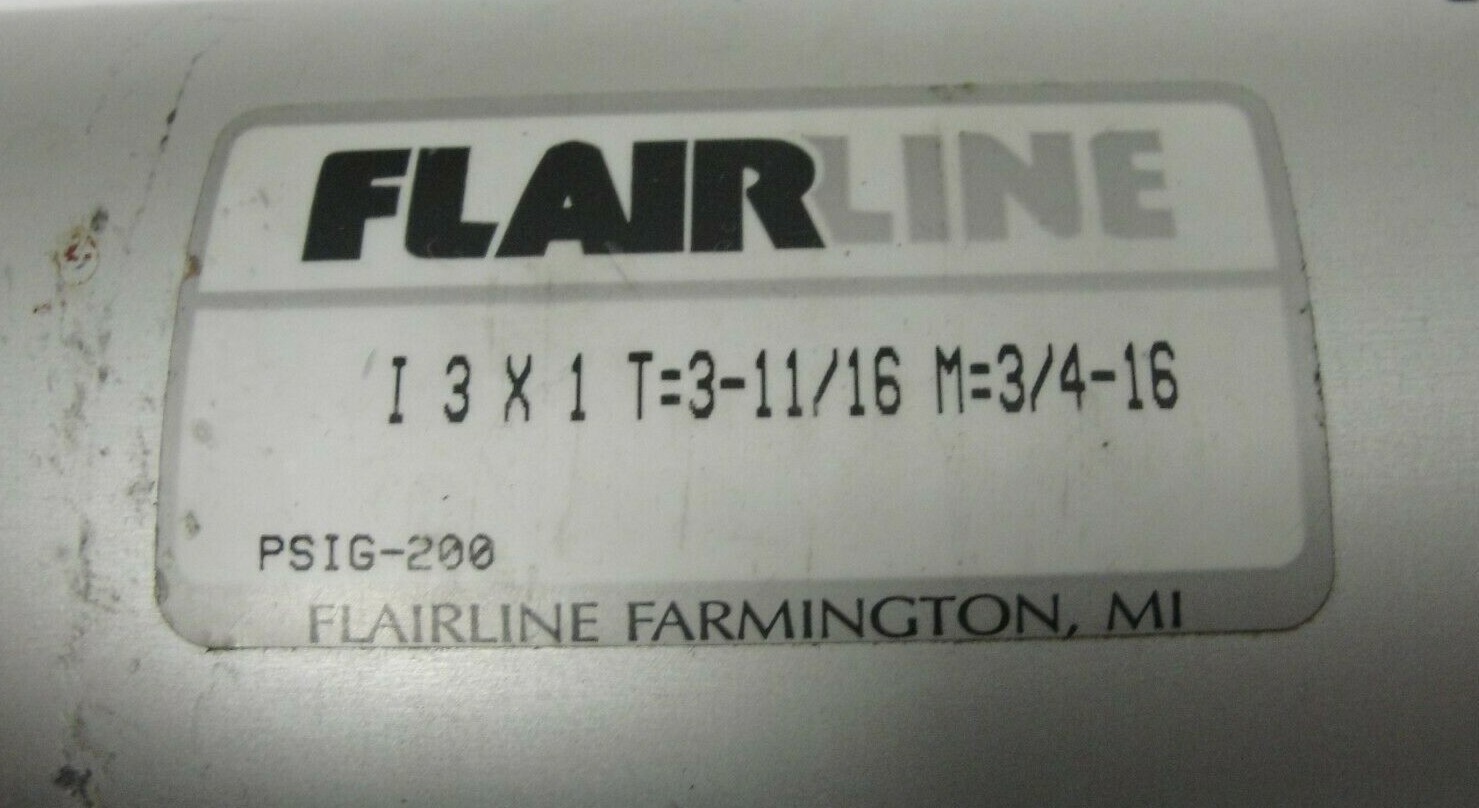 FLAIRLINE
I 3 X 1 T=3-11/16 M=3/4-16
PSIG-200
FLAIRLINE FARMINGTON, MI